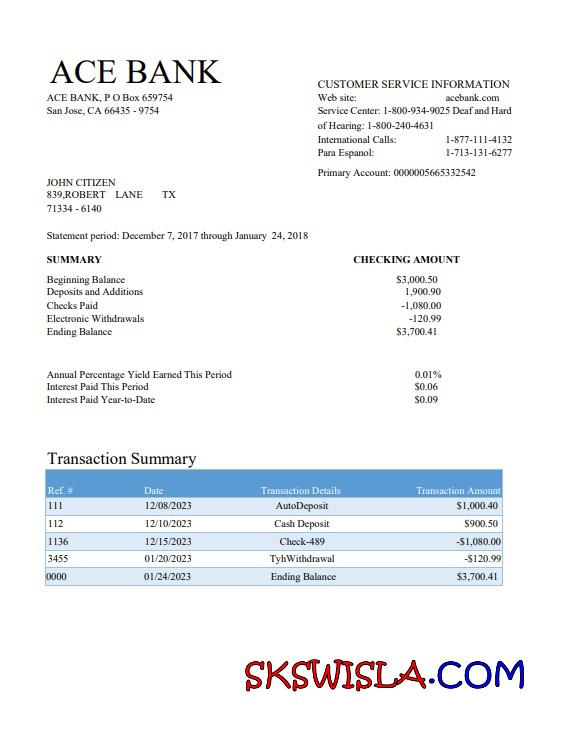 ACE BANK
ACE BANK, P O Box 659754
San Jose, CA 66435 - 9754
CUSTOMER SERVICE INFORMATION
Web site: acebank.com
Service Center: 1-800-934-9025 Deaf and Hard
of Hearing: 1-800-240-4631
International Calls: 1-877-111-4132
Para Espanol: 1-713-131-6277
Primary Account: 0000005665332542
JOHN CITIZEN
839,ROBERT LANE TX
71334 - 6140
Statement period: December 7, 2017 through January 24, 2018
SUMMARY CHECKING AMOUNT
Beginning Balance $3,000.50
Deposits and Additions 1,900.90
Checks Paid -1,080.00
Electronic Withdrawals -120.99
Ending Balance $3,700.41
Annual Percentage Yield Earned This Period 0.01%
Interest Paid This Period $0.06
Interest Paid Year-to-Date $0.09
Transaction Summary
Ref. # Date Transaction Details Transaction Amount
111 12/08/2023 AutoDeposit $1,000.40
112 12/10/2023 Cash Deposit $900.50
1136 12/15/2023 Check-489 -$1,080.00
3455 01/20/2023 TyhWithdrawal -$120.99
0000 01/24/2023 Ending Balance $3,700.41
SKSWISLA.COM